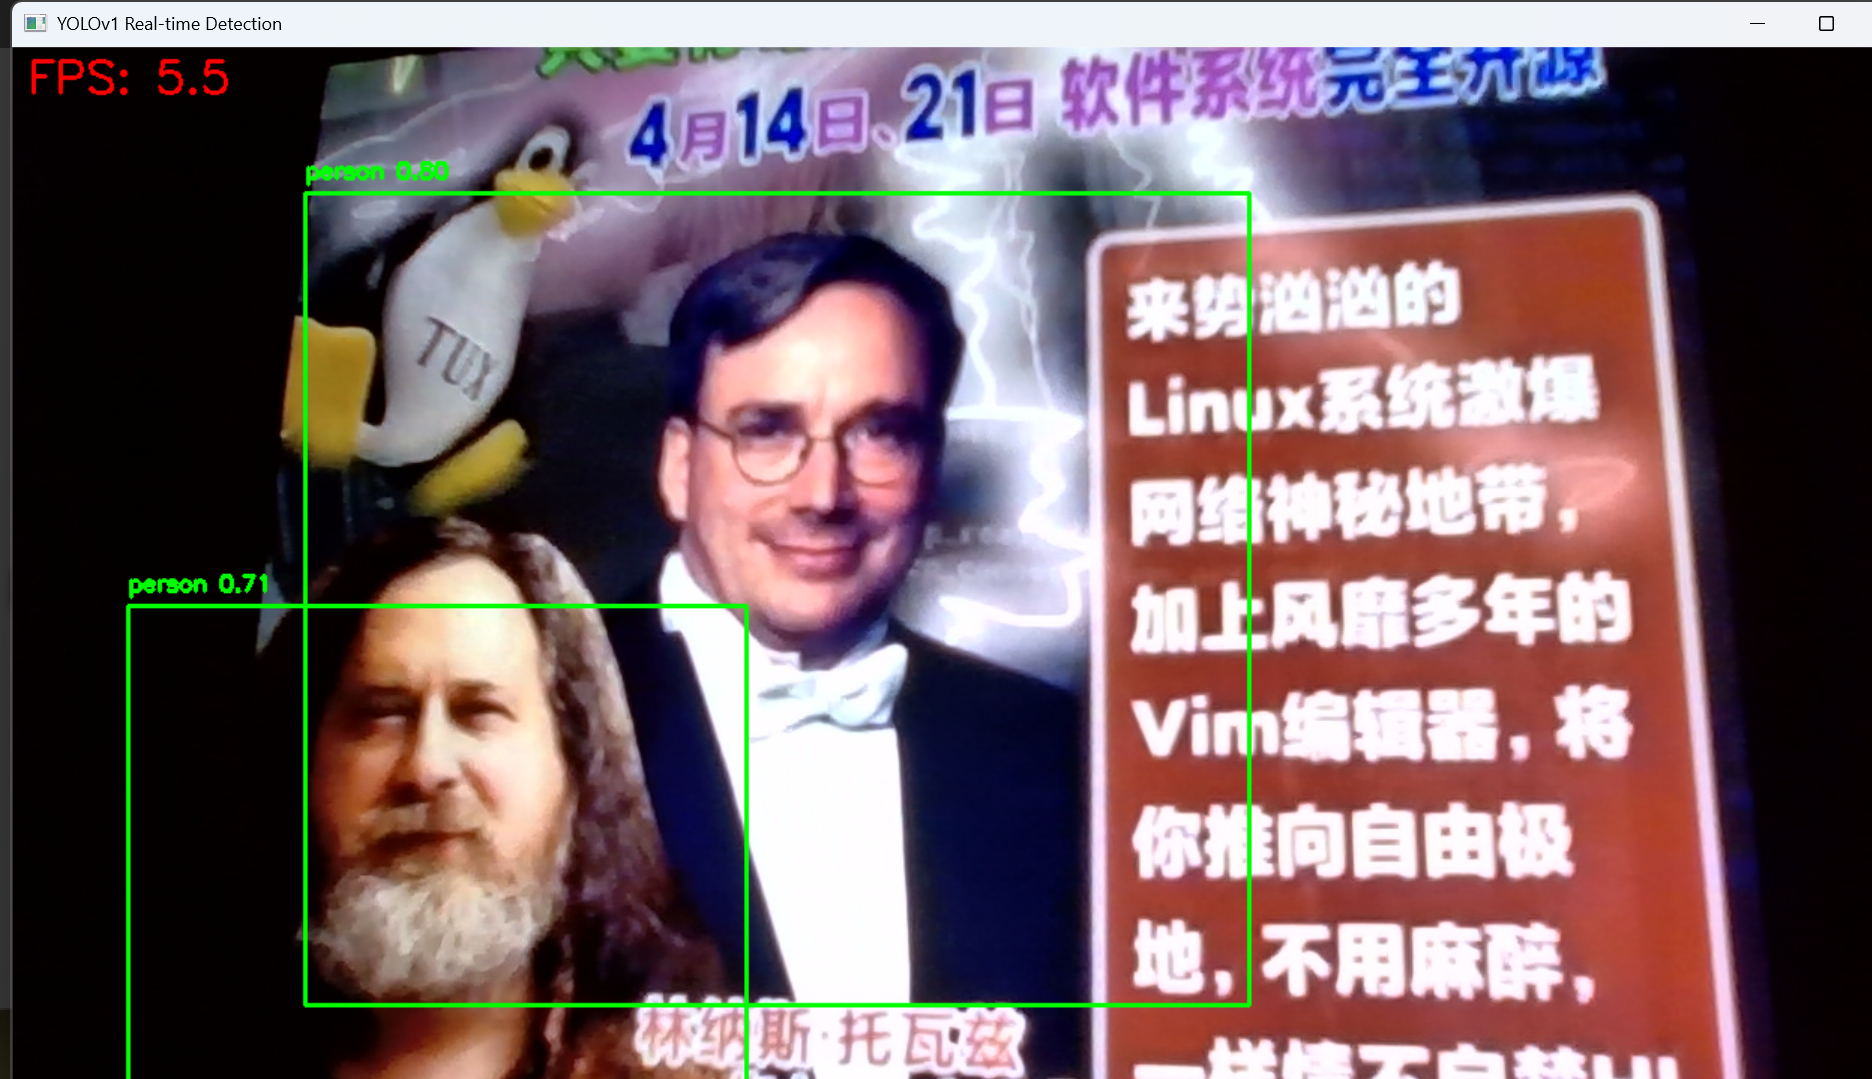 YOLOv1 Real-time Detection
FPS: 5.5
4月14日、21日 软件系统完全开源
person 0.80
TUX
来势汹汹的
Linux系统激爆
网络神秘地带，
加上风靡多年的
person 0.71
Vim编辑器，将
你推向自由极
地，不用麻醉，
林纳斯·托瓦兹